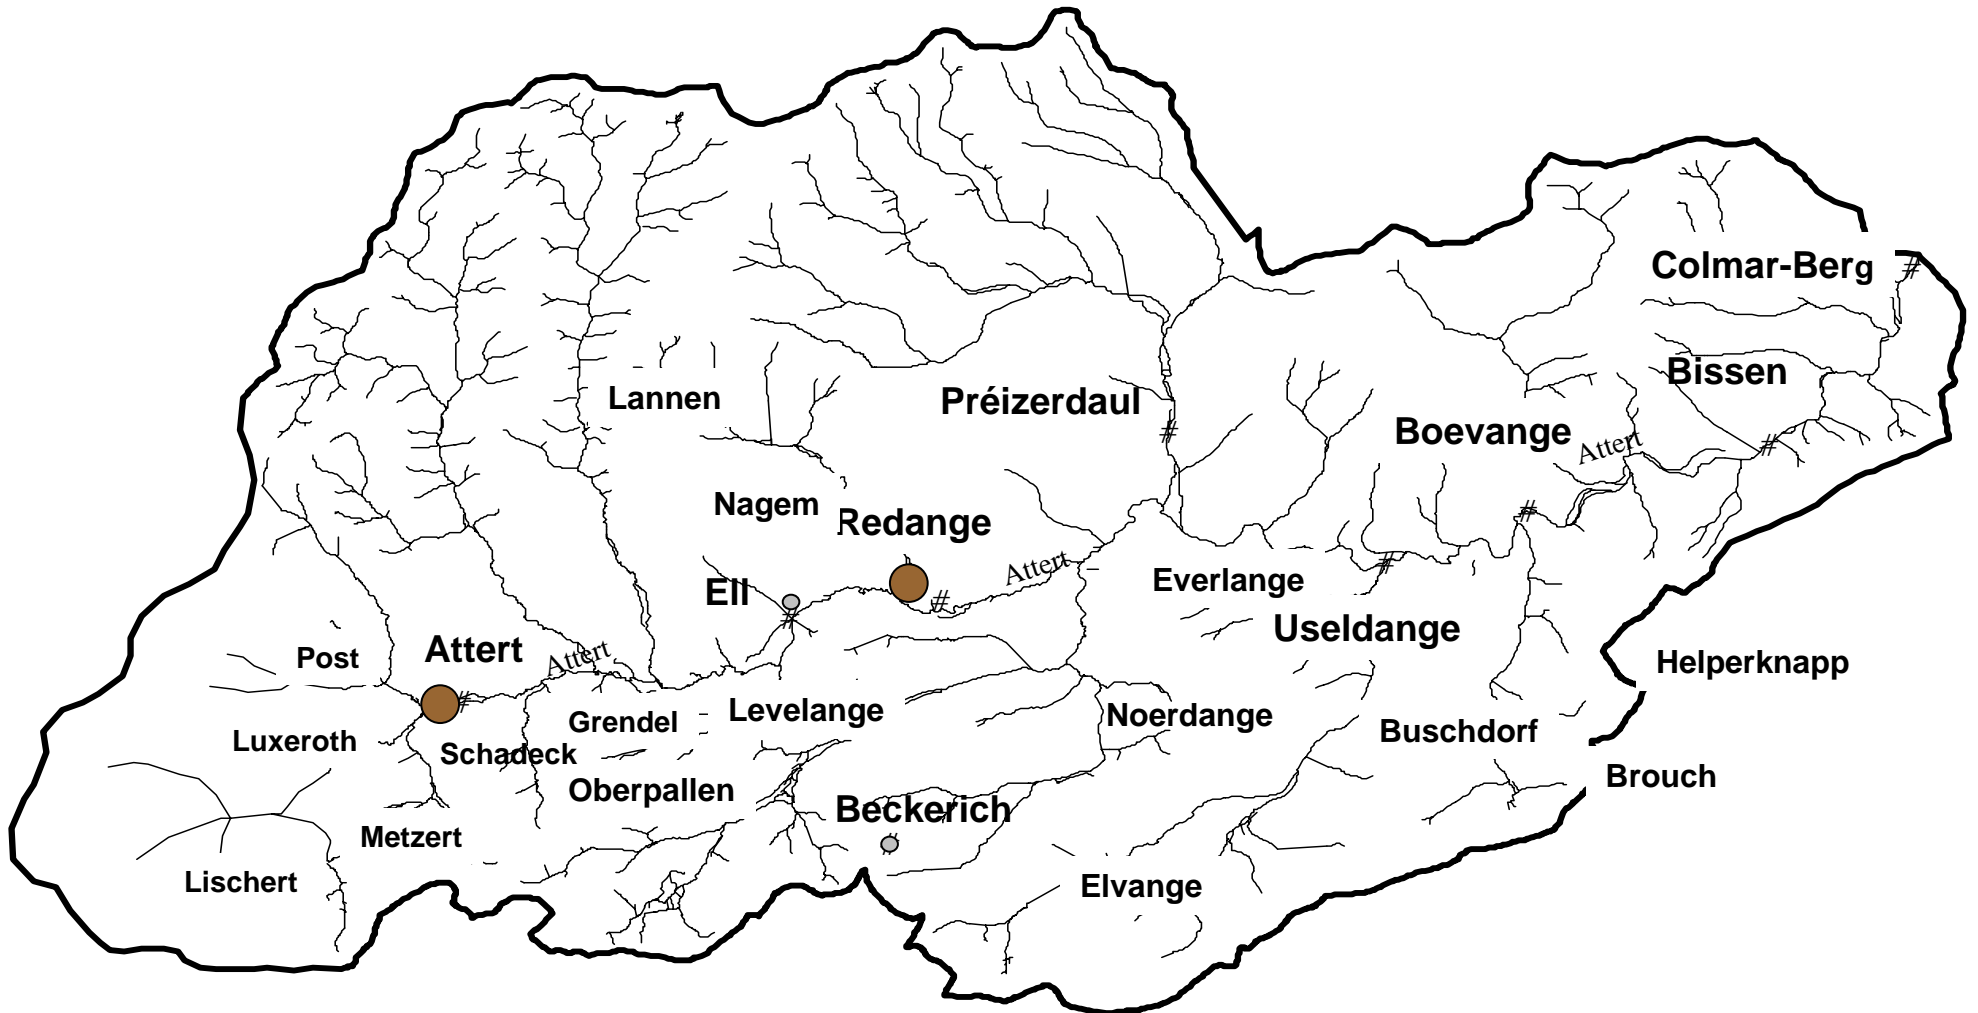 Colmar-Berg
#
Bissen
Lannen
Préizerdaul
#
Boevange
Attert
#
Nagem
Redange
#
Attert
Everlange
#
Ell
#
#
Useldange
Post
Attert
Attert
Helperknapp
#
Grendel
Levelange
Noerdange
Luxeroth
Schadeck
Buschdorf
Oberpallen
Brouch
Beckerich
Metzert
Lischert
Elvange